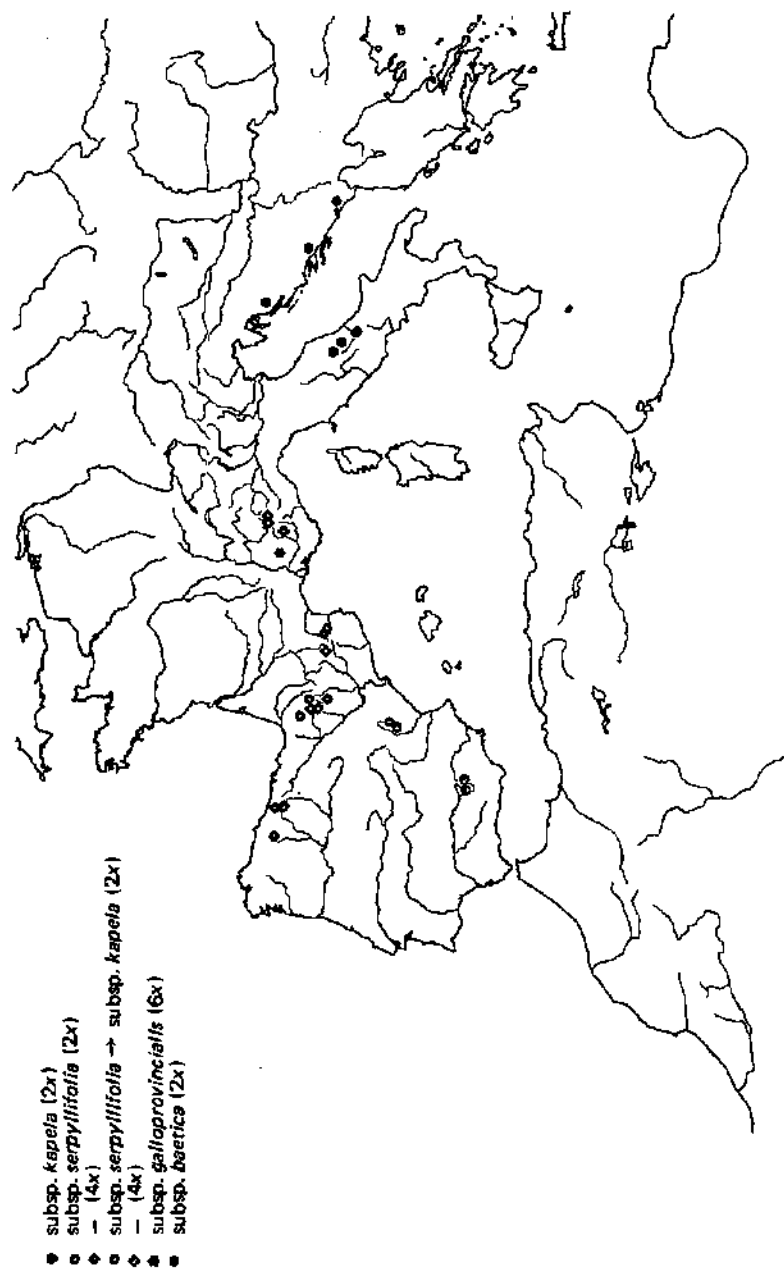 subsp. kapela (2x)
subsp. serpyllifolia (2x)
— (4x)
subsp. serpyllifolia → subsp. kapela (2x)
— (4x)
subsp. galloprovincialis (6x)
subsp. baetica (2x)